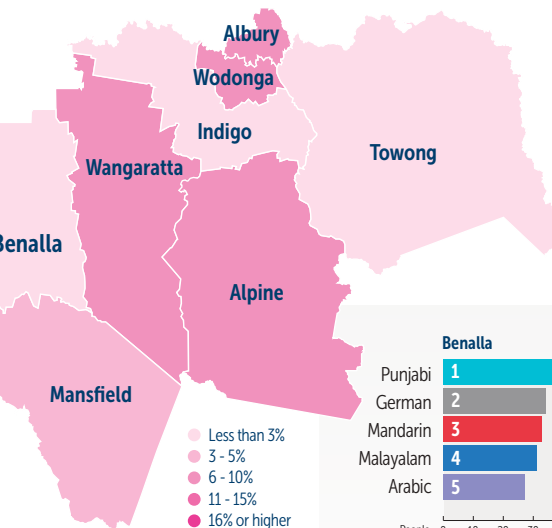 Albury
Wodonga
Indigo
Towong
Wangaratta
Benalla
Alpine
Mansfield
Less than 3%
3 - 5%
6 - 10%
11 - 15%
16% or higher
Benalla
Punjabi 1
German 2
Mandarin 3
Malayalam 4
Arabic 5